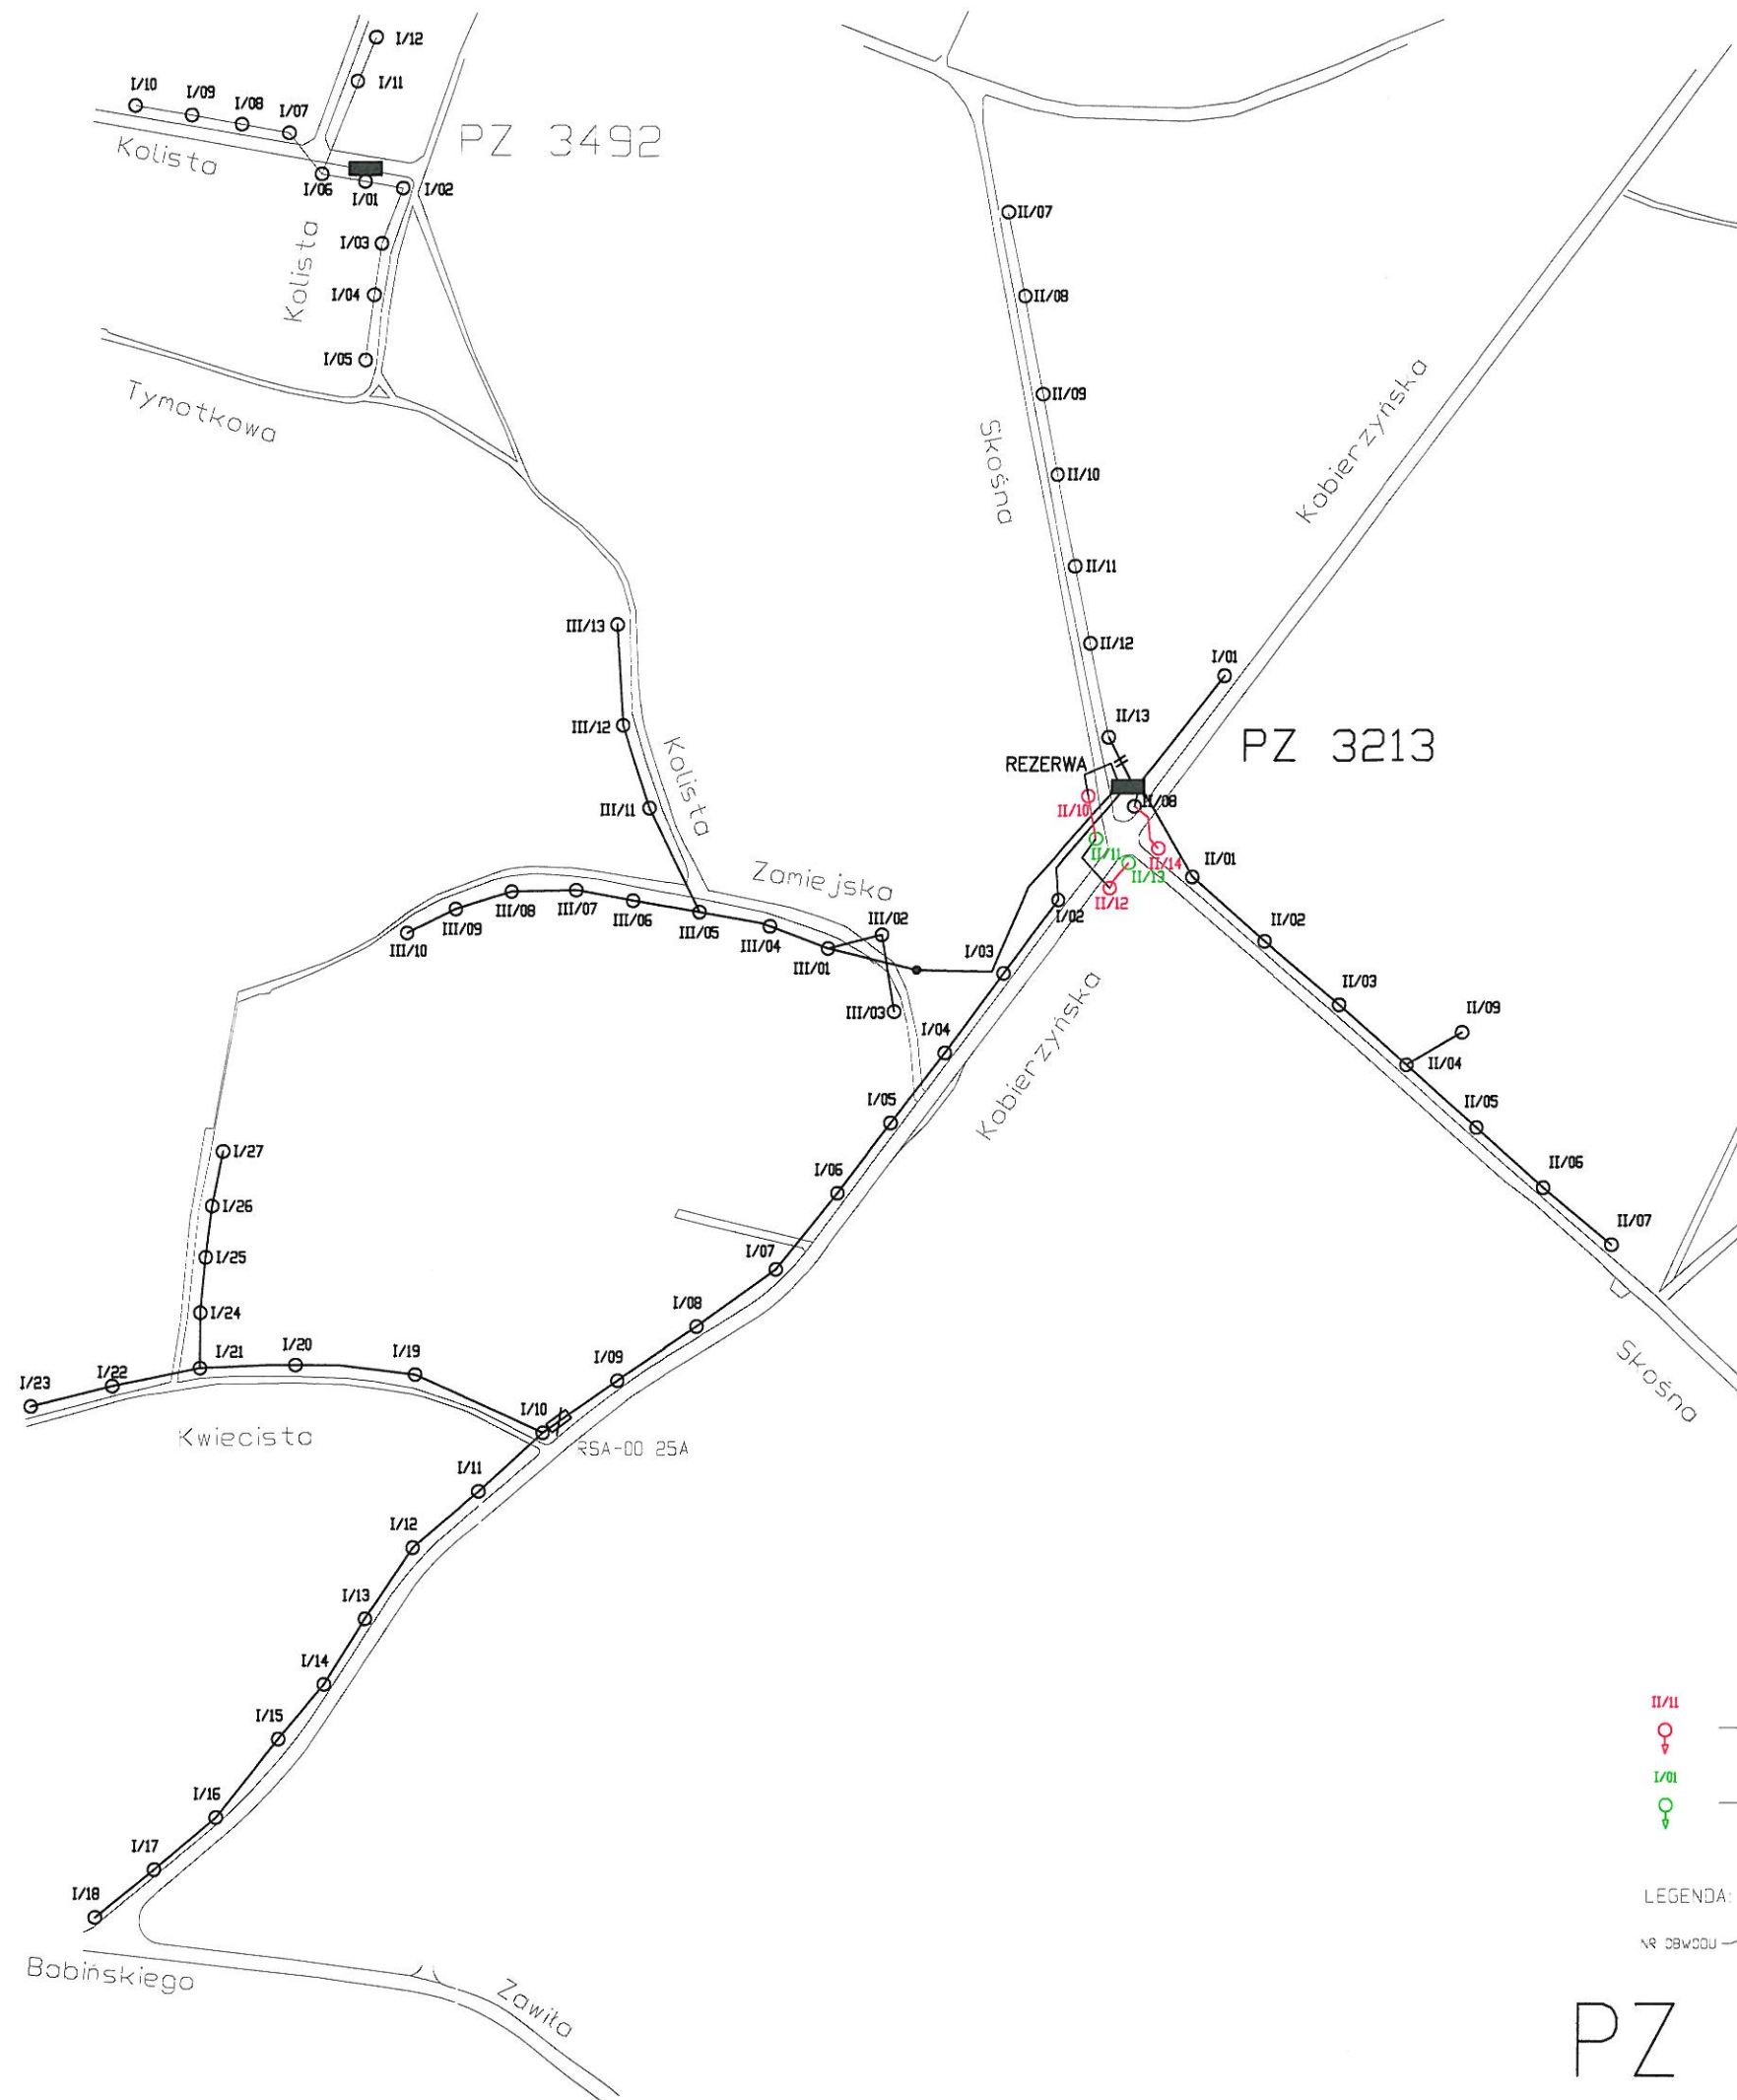 I/12
I/11
I/10
I/09
I/08
I/07
PZ 3492
Kolista
I/06
I/01
I/02
Kolista
I/03
I/04
I/05
Tymotkowa
II/07
II/08
II/09
II/10
II/11
II/12
II/13
Skośna
Kobierzyńska
I/01
PZ 3213
REZERWA
II/08
II/10
II/11
II/14
II/13
II/12
II/01
II/02
II/03
II/09
II/04
II/05
II/06
II/07
Skośna
III/13
III/12
III/11
Kolista
Zamiejska
III/10
III/09
III/08
III/07
III/06
III/05
III/04
III/01
III/02
III/03
I/02
I/03
I/04
I/05
I/06
I/07
I/08
I/09
I/10
Kobierzyńska
RSA-00 25A
I/27
I/26
I/25
I/24
I/23
I/22
I/21
I/20
I/19
Kwiecista
I/11
I/12
I/13
I/14
I/15
I/16
I/17
I/18
Babińskiego
Zawiła
II/11
I/01
LEGENDA:
NR OBWODU
PZ